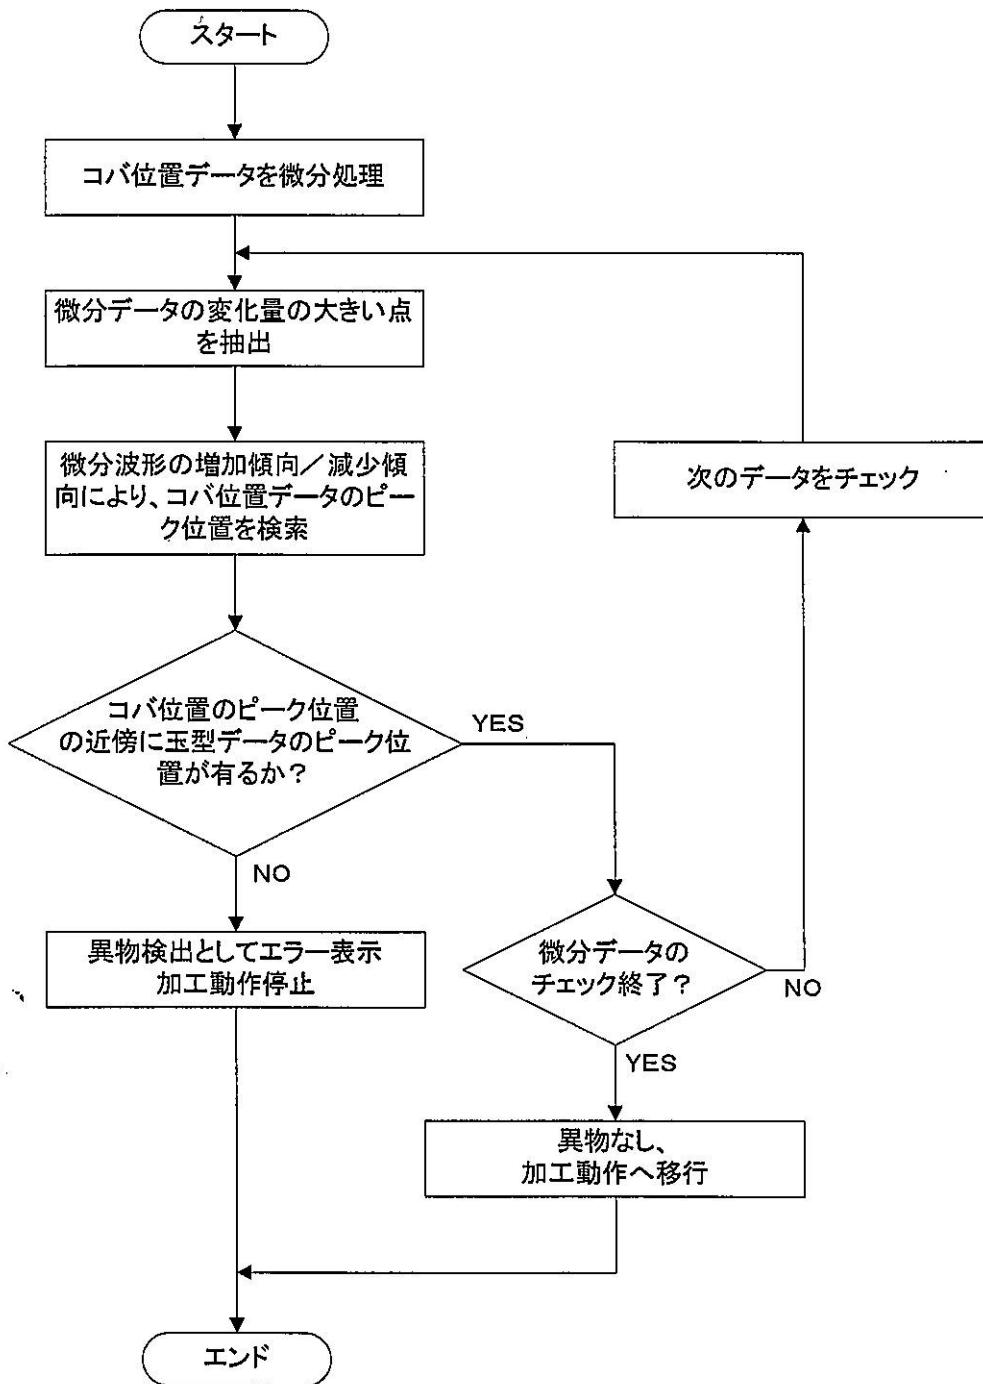 スタート
コバ位置データを微分処理
微分データの変化量の大きい点
を抽出
微分波形の増加傾向／減少傾
向により、コバ位置データのピー
ク位置を検索
次のデータをチェック
コバ位置のピーク位置
の近傍に玉型データのピーク位
置が有るか？
YES
NO
異物検出としてエラー表示
加工動作停止
微分データの
チェック終了？
NO
YES
異物なし、
加工動作へ移行
エンド